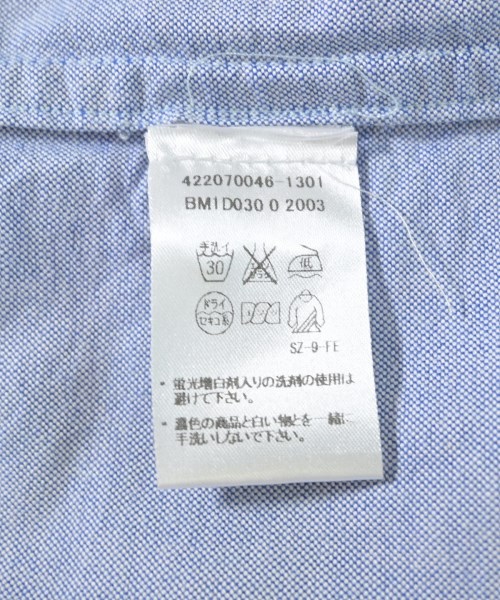 422070046-1301
BMID030 0 2003
手洗イ
30
低
ドライ
セキユ系
SZ-9 FE
・蛍光増白剤入りの洗剤の使用は
避けて下さい。
・濃色の商品と白い物とを一緒に
手洗いしないで下さい。